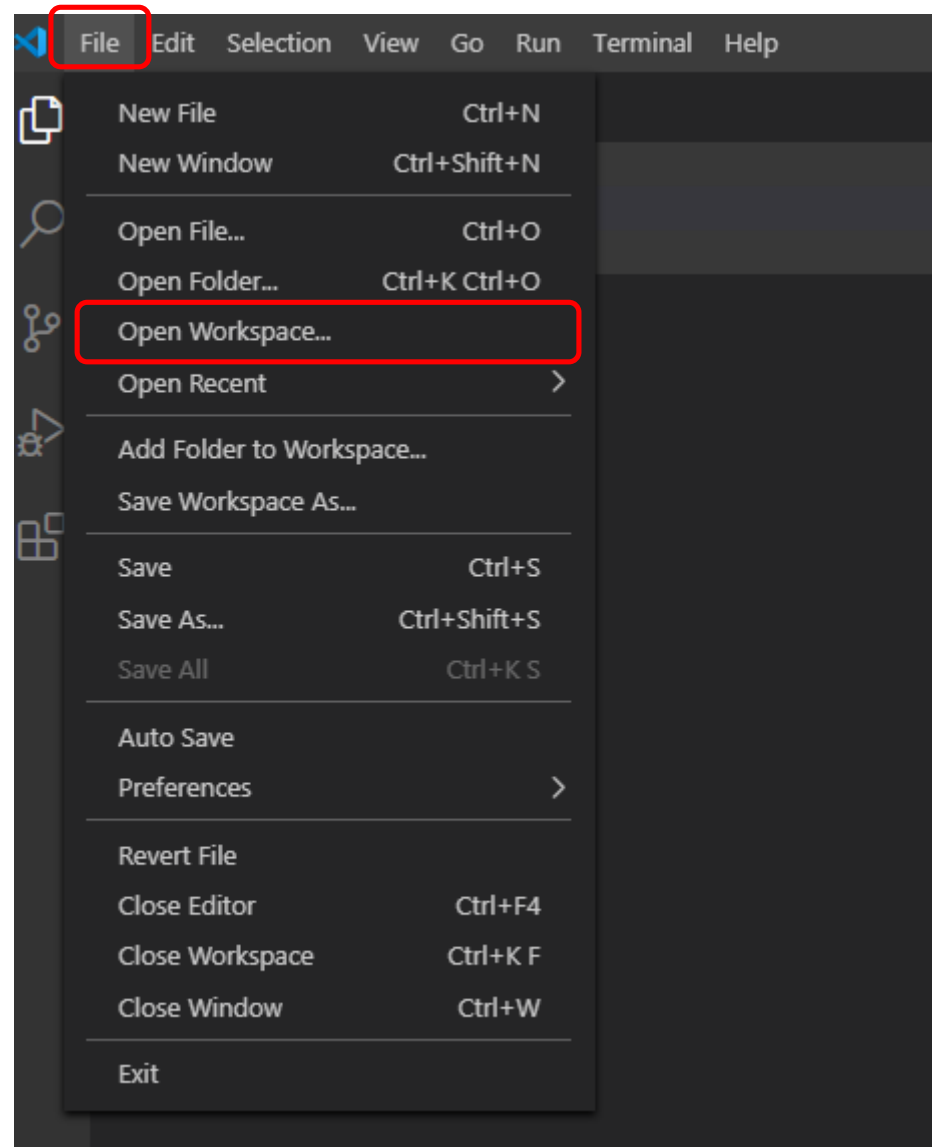 File Edit Selection View Go Run Terminal Help
New File Ctrl+N
New Window Ctrl+Shift+N
Open File... Ctrl+O
Open Folder... Ctrl+K Ctrl+O
Open Workspace...
Open Recent
Add Folder to Workspace...
Save Workspace As...
Save Ctrl+S
Save As... Ctrl+Shift+S
Save All Ctrl+K S
Auto Save
Preferences
Revert File
Close Editor Ctrl+F4
Close Workspace Ctrl+K F
Close Window Ctrl+W
Exit